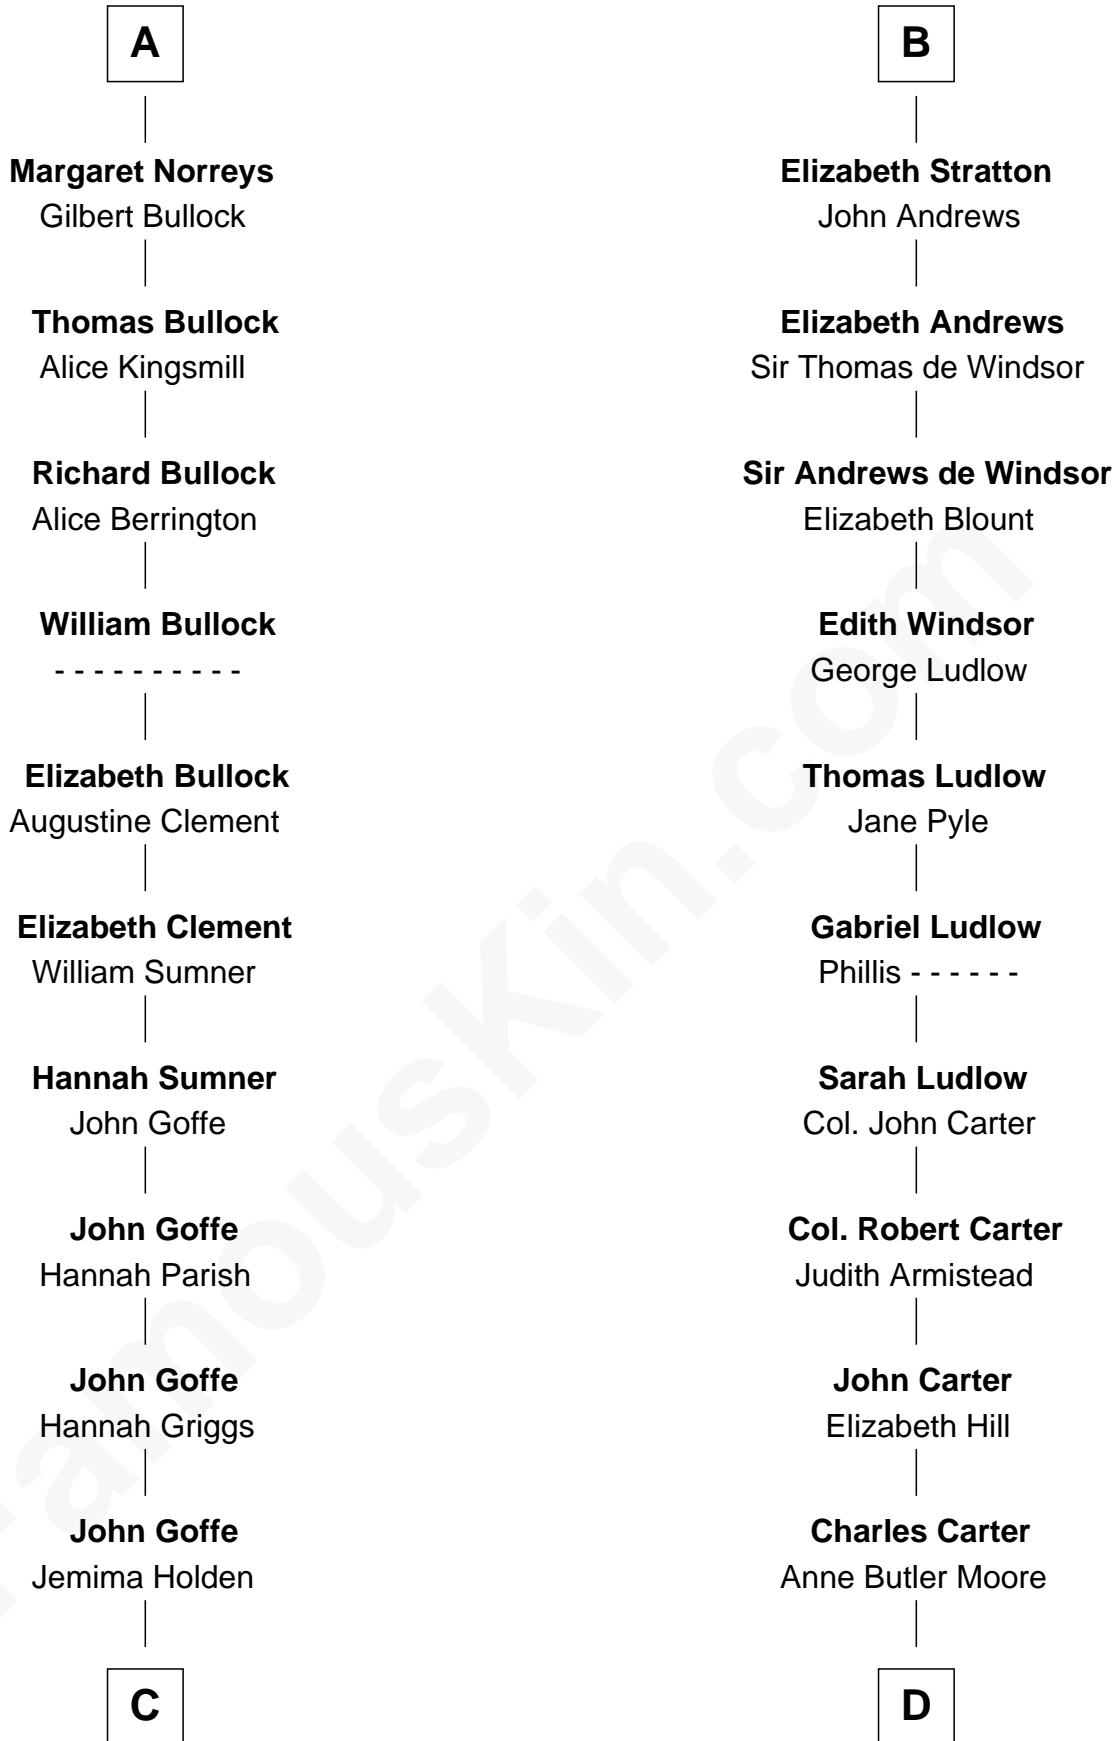 A
Margaret Norreys
Gilbert Bullock
Thomas Bullock
Alice Kingsmill
Richard Bullock
Alice Berrington
William Bullock
- - - - - - - - - -
Elizabeth Bullock
Augustine Clement
Elizabeth Clement
William Sumner
Hannah Sumner
John Goffe
John Goffe
Hannah Parish
John Goffe
Hannah Griggs
John Goffe
Jemima Holden
C
B
Elizabeth Stratton
John Andrews
Elizabeth Andrews
Sir Thomas de Windsor
Sir Andrews de Windsor
Elizabeth Blount
Edith Windsor
George Ludlow
Thomas Ludlow
Jane Pyle
Gabriel Ludlow
Phillis - - - - - -
Sarah Ludlow
Col. John Carter
Col. Robert Carter
Judith Armistead
John Carter
Elizabeth Hill
Charles Carter
Anne Butler Moore
D
FamousKin.com